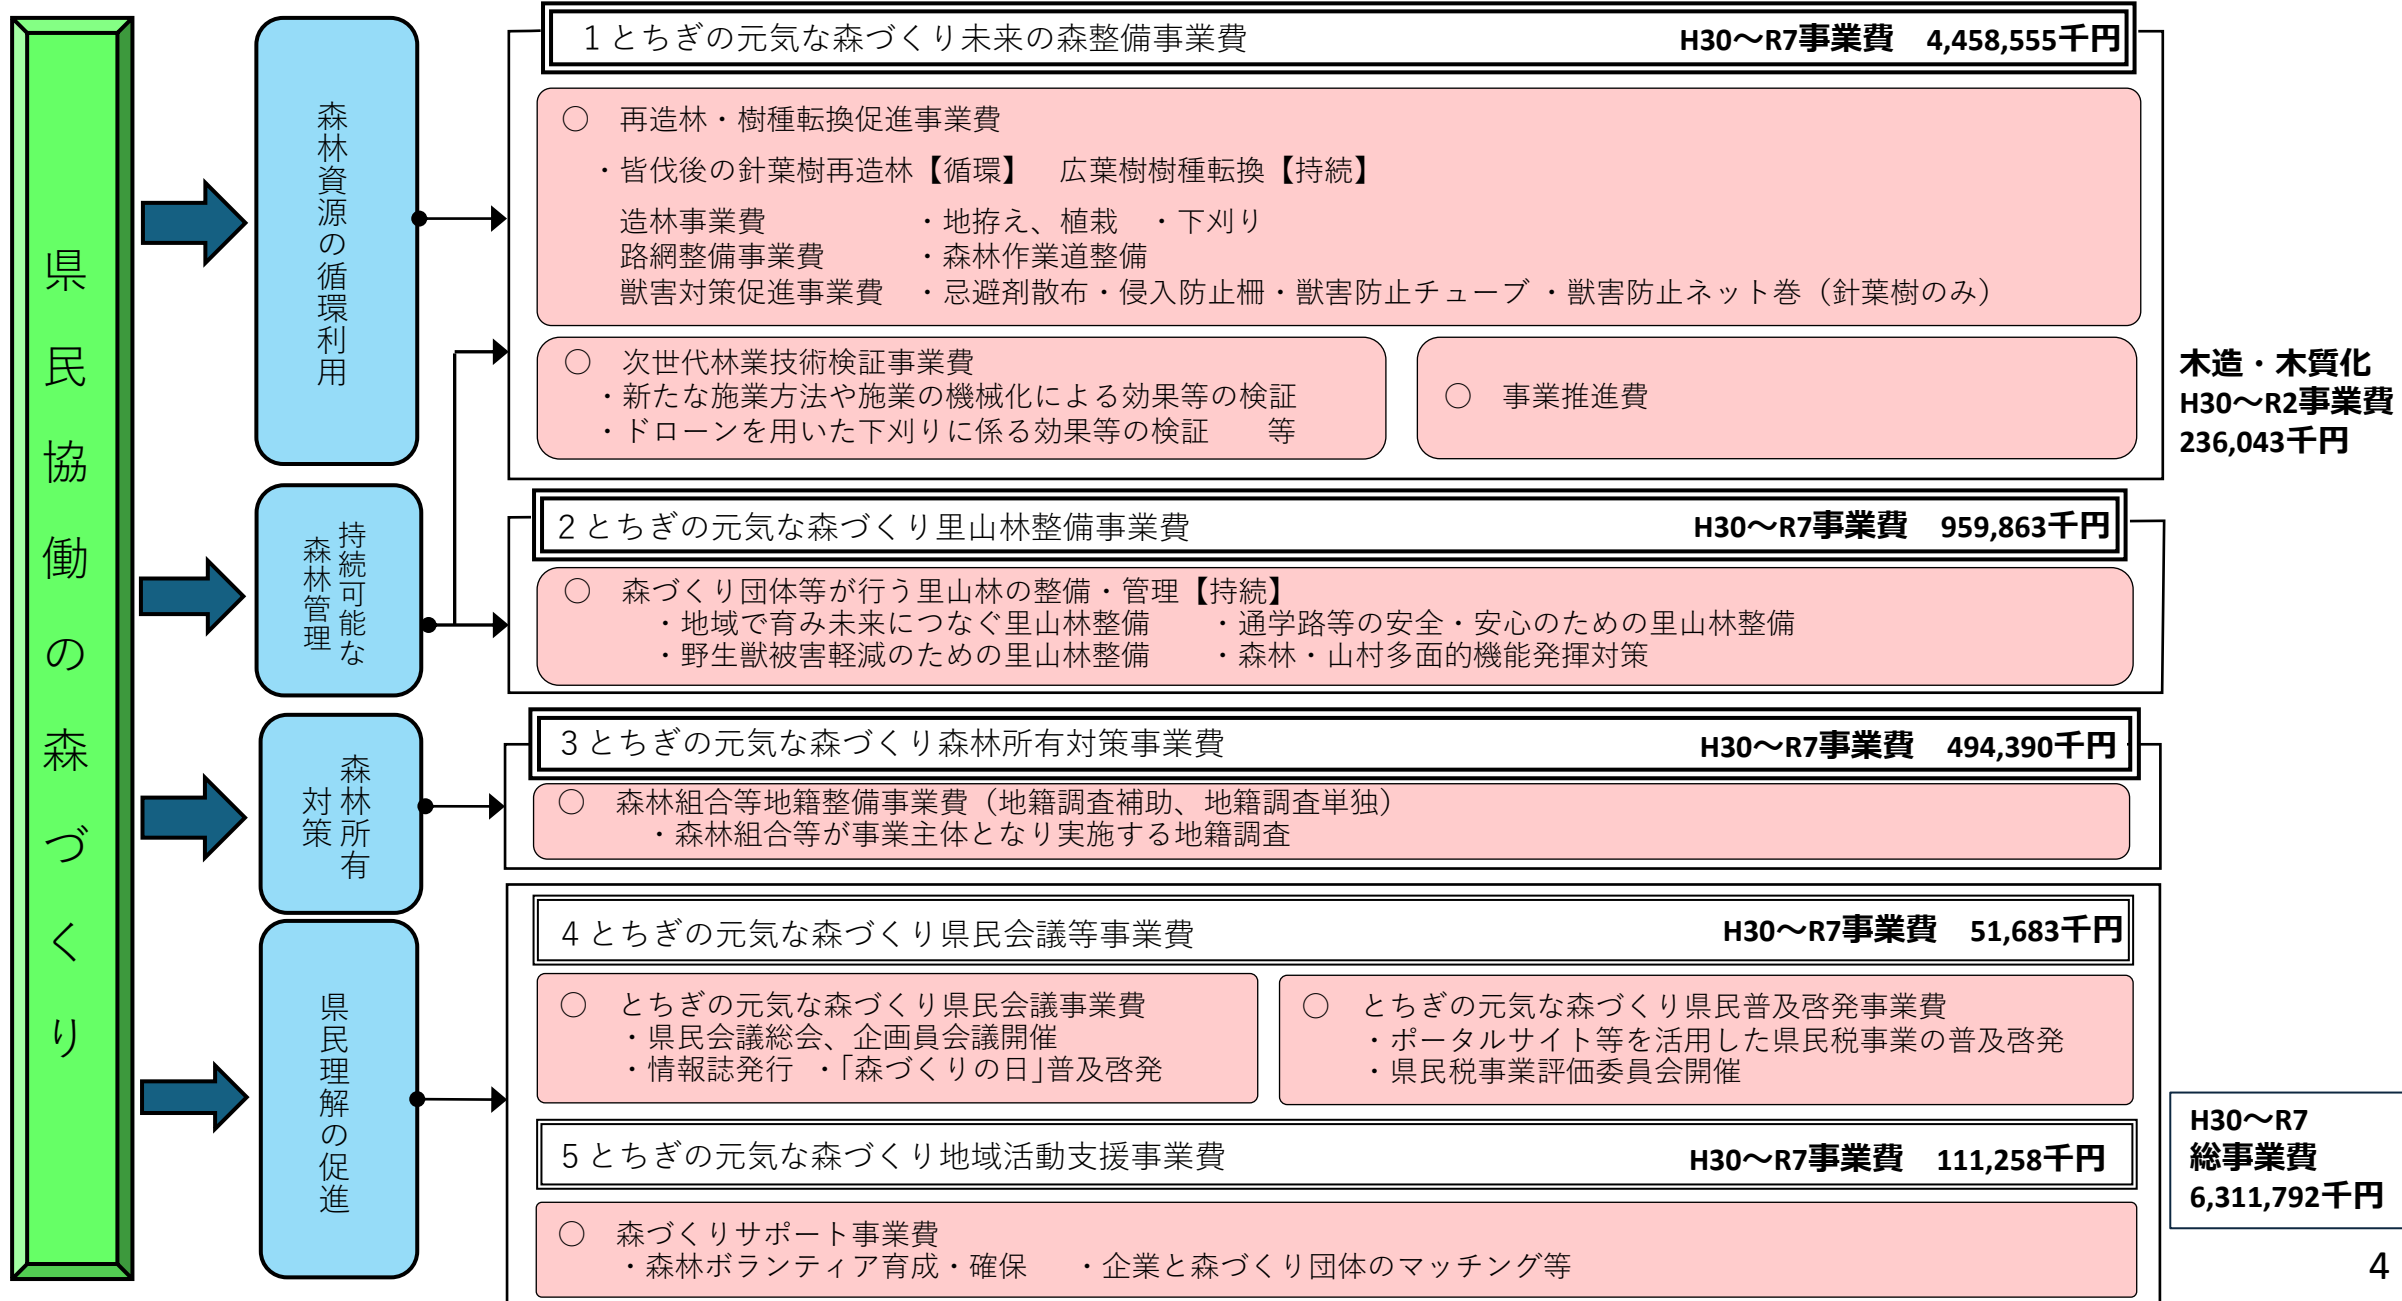 県民協働の森づくり
森林資源の循環利用
1とちぎの元気な森づくり未来の森整備事業費 H30～R7事業費 4,458,555千円
○ 再造林・樹種転換促進事業費
・皆伐後の針葉樹再造林【循環】 広葉樹樹種転換【持続】
造林事業費 ・地拵え、植栽 ・下刈り
路網整備事業費 ・森林作業道整備
獣害対策促進事業費 ・忌避剤散布・侵入防止柵・獣害防止チューブ ・獣害防止ネット巻（針葉樹のみ）
○ 次世代林業技術検証事業費
・新たな施業方法や施業の機械化による効果等の検証
・ドローンを用いた下刈りに係る効果等の検証 等
○ 事業推進費
木造・木質化
H30～R2事業費
236,043千円
持続可能な
森林管理
2とちぎの元気な森づくり里山林整備事業費 H30～R7事業費 959,863千円
○ 森づくり団体等が行う里山林の整備・管理【持続】
・地域で育み未来につなぐ里山林整備 ・通学路等の安全・安心のための里山林整備
・野生獣被害軽減のための里山林整備 ・森林・山村多面的機能発揮対策
森林所有
対策
3とちぎの元気な森づくり森林所有対策事業費 H30～R7事業費 494,390千円
○ 森林組合等地籍整備事業費（地籍調査補助、地籍調査単独）
・森林組合等が事業主体となり実施する地籍調査
県民理解の促進
4とちぎの元気な森づくり県民会議等事業費 H30～R7事業費 51,683千円
○ とちぎの元気な森づくり県民会議事業費
・県民会議総会、企画員会議開催
・情報誌発行 ・「森づくりの日」普及啓発
○ とちぎの元気な森づくり県民普及啓発事業費
・ポータルサイト等を活用した県民税事業の普及啓発
・県民税事業評価委員会開催
5とちぎの元気な森づくり地域活動支援事業費 H30～R7事業費 111,258千円
○ 森づくりサポート事業費
・森林ボランティア育成・確保 ・企業と森づくり団体のマッチング等
H30～R7
総事業費
6,311,792千円
4